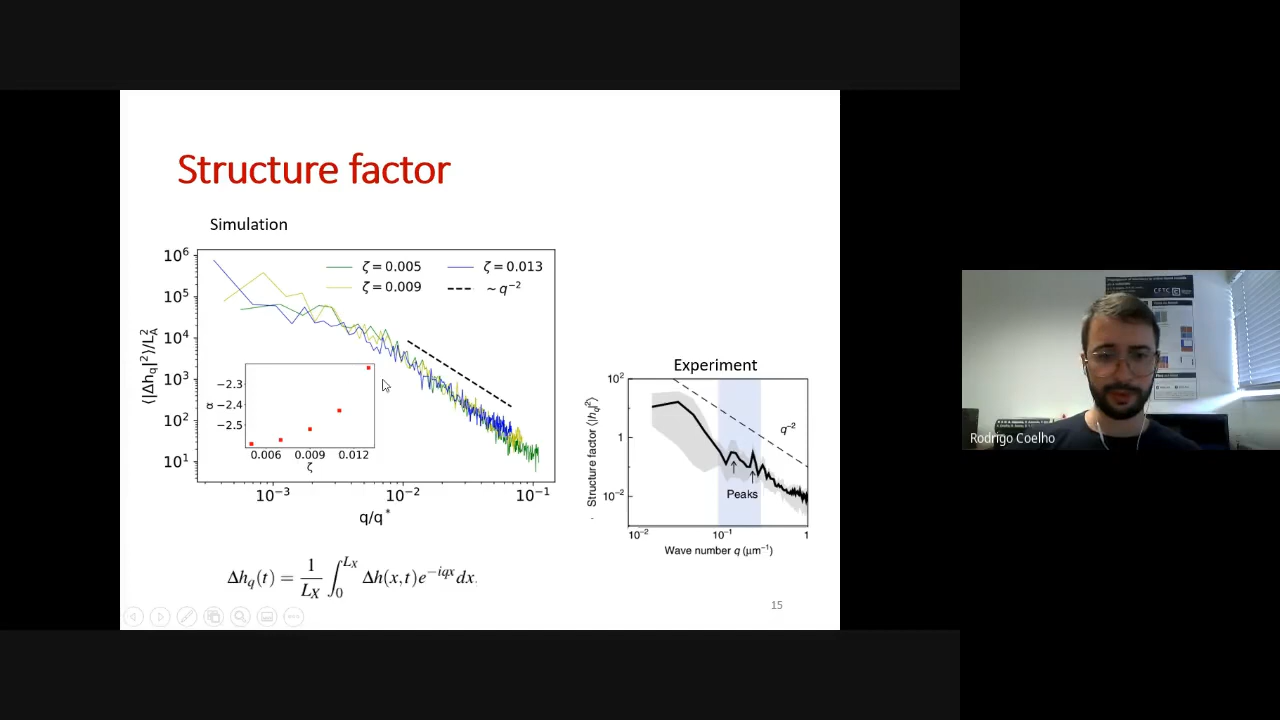 Structure factor
Simulation
10^6
10^5
10^4
10^3
10^2
10^1
⟨|Δh_q|^2⟩/L_A^2
ζ = 0.005
ζ = 0.009
ζ = 0.013
~ q^-2
α
−2.3
−2.4
−2.5
0.006 0.009 0.012
ζ
10^-3 10^-2 10^-1
q/q*
Experiment
Structure factor ⟨|h_q|^2⟩
10^2
1
10^-2
q^-2
Peaks
10^-2 10^-1 1
Wave number q (μm^-1)
Δh_q(t) = 1/L_X ∫_0^L_X Δh(x,t)e^−iqx dx.
15
CFTC
Rodrigo Coelho